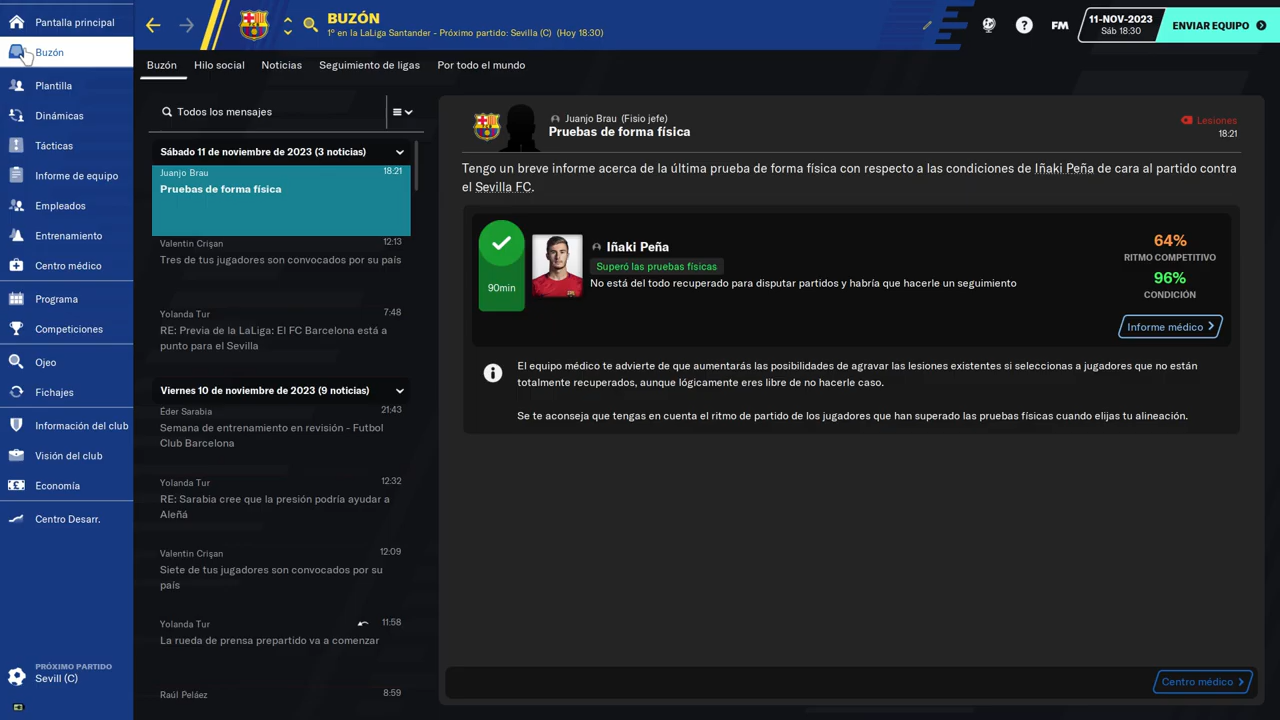 Pantalla principal
Buzón
Plantilla
Dinámicas
Tácticas
Informe de equipo
Empleados
Entrenamiento
Centro médico
Programa
Competiciones
Ojeo
Fichajes
Información del club
Visión del club
Economía
Centro Desarr.
PRÓXIMO PARTIDO
Sevill (C)
BUZÓN
1º en la LaLiga Santander - Próximo partido: Sevilla (C) (Hoy 18:30)
FM
11-NOV-2023
Sáb 18:30
ENVIAR EQUIPO
Buzón
Hilo social
Noticias
Seguimiento de ligas
Por todo el mundo
Todos los mensajes
Sábado 11 de noviembre de 2023 (3 noticias)
Juanjo Brau 18:21
Pruebas de forma física
Valentin Crişan 12:13
Tres de tus jugadores son convocados por su país
Yolanda Tur 7:48
RE: Previa de la LaLiga: El FC Barcelona está a
punto para el Sevilla
Viernes 10 de noviembre de 2023 (9 noticias)
Éder Sarabia 21:43
Semana de entrenamiento en revisión - Futbol
Club Barcelona
Yolanda Tur 12:32
RE: Sarabia cree que la presión podría ayudar a
Aleñá
Valentin Crişan 12:09
Siete de tus jugadores son convocados por su
país
Yolanda Tur 11:58
La rueda de prensa prepartido va a comenzar
Raúl Peláez 8:59
Juanjo Brau (Fisio jefe)
Pruebas de forma física
Lesiones
18:21
Tengo un breve informe acerca de la última prueba de forma física con respecto a las condiciones de Iñaki Peña de cara al partido contra
el Sevilla FC.
90min
Iñaki Peña
Superó las pruebas físicas
No está del todo recuperado para disputar partidos y habría que hacerle un seguimiento
64%
RITMO COMPETITIVO
96%
CONDICIÓN
Informe médico
El equipo médico te advierte de que aumentarás las posibilidades de agravar las lesiones existentes si seleccionas a jugadores que no están
totalmente recuperados, aunque lógicamente eres libre de no hacerle caso.
Se te aconseja que tengas en cuenta el ritmo de partido de los jugadores que han superado las pruebas físicas cuando elijas tu alineación.
Centro médico